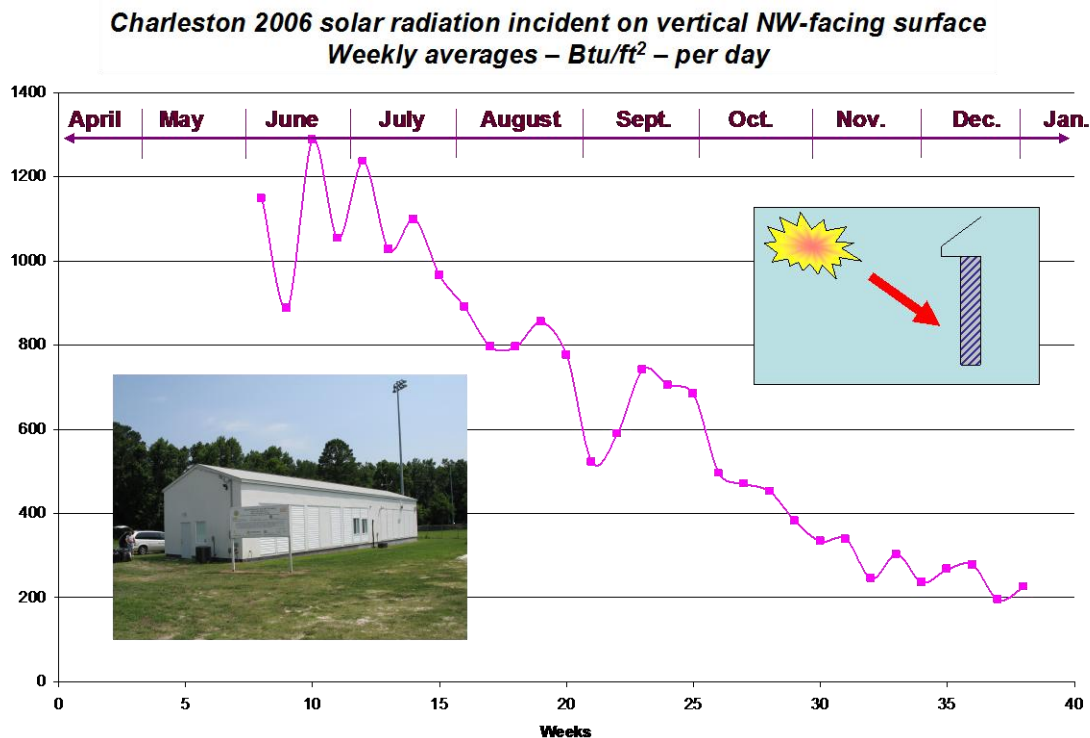 Charleston 2006 solar radiation incident on vertical NW-facing surface
Weekly averages – Btu/ft² – per day
1400
April May June July August Sept. Oct. Nov. Dec. Jan.
1200
1000
800
600
400
200
0
0 5 10 15 20 25 30 35 40
Weeks